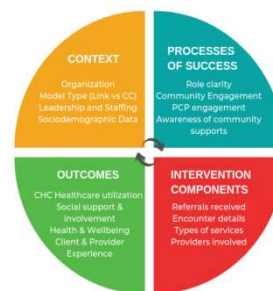 CONTEXT
Organization
Model Type (Link vs CC)
Leadership and Staffing
Sociodemographic Data
PROCESSES
OF SUCCESS
Role clarity
Community Engagement
PCP engagement
Awareness of community
supports
OUTCOMES
CHC Healthcare utilization
Social support &
involvement
Health & Wellbeing
Client & Provider
Experience
INTERVENTION
COMPONENTS
Referrals received
Encounter details
Types of services
Providers involved